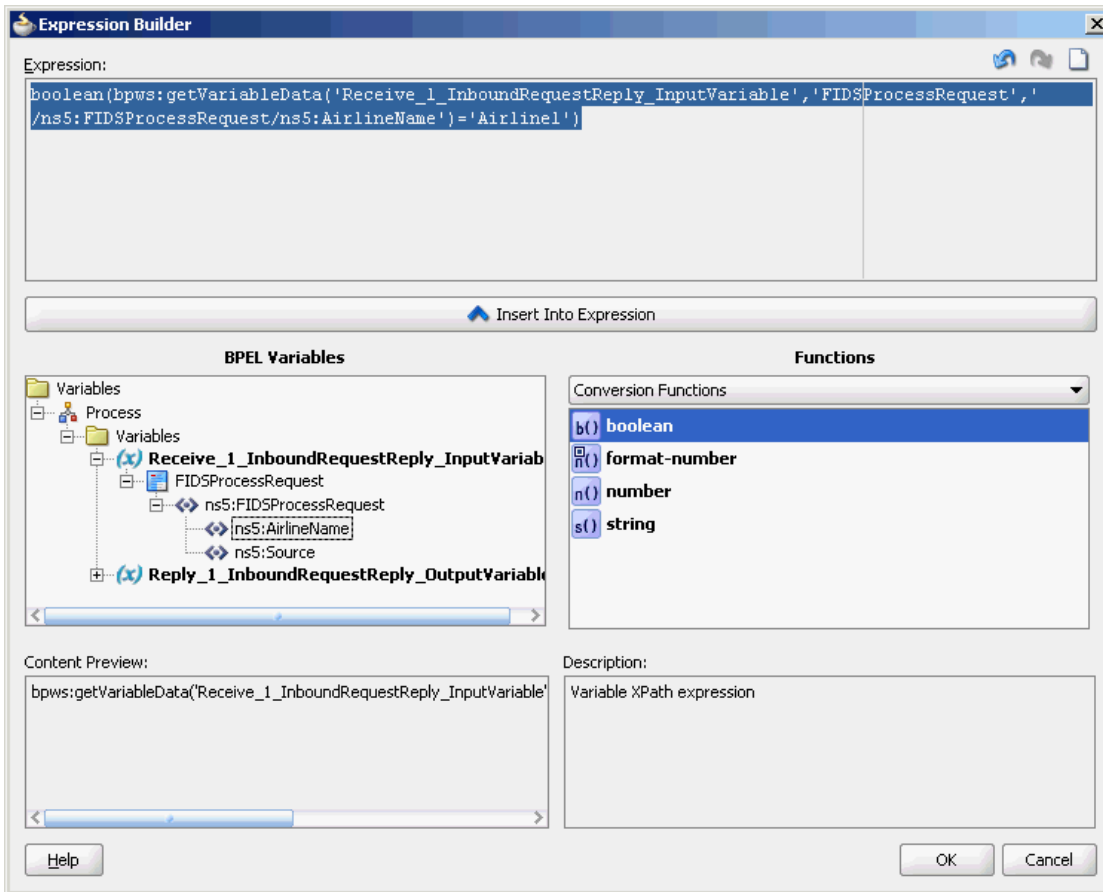 Expression Builder
Expression:
boolean(bpws:getVariableData('Receive_1_InboundRequestReply_InputVariable','FIDSProcessRequest','
/ns5:FIDSProcessRequest/ns5:AirlineName')='Airline1')
Insert Into Expression
BPEL Variables
Functions
Variables
Process
Variables
(x) Receive_1_InboundRequestReply_InputVariab
FIDSProcessRequest
ns5:FIDSProcessRequest
ns5:AirlineName
ns5:Source
(x) Reply_1_InboundRequestReply_OutputVariable
Conversion Functions
b() boolean
n() format-number
n() number
s() string
Content Preview:
bpws:getVariableData('Receive_1_InboundRequestReply_InputVariable'
Description:
Variable XPath expression
Help
OK
Cancel